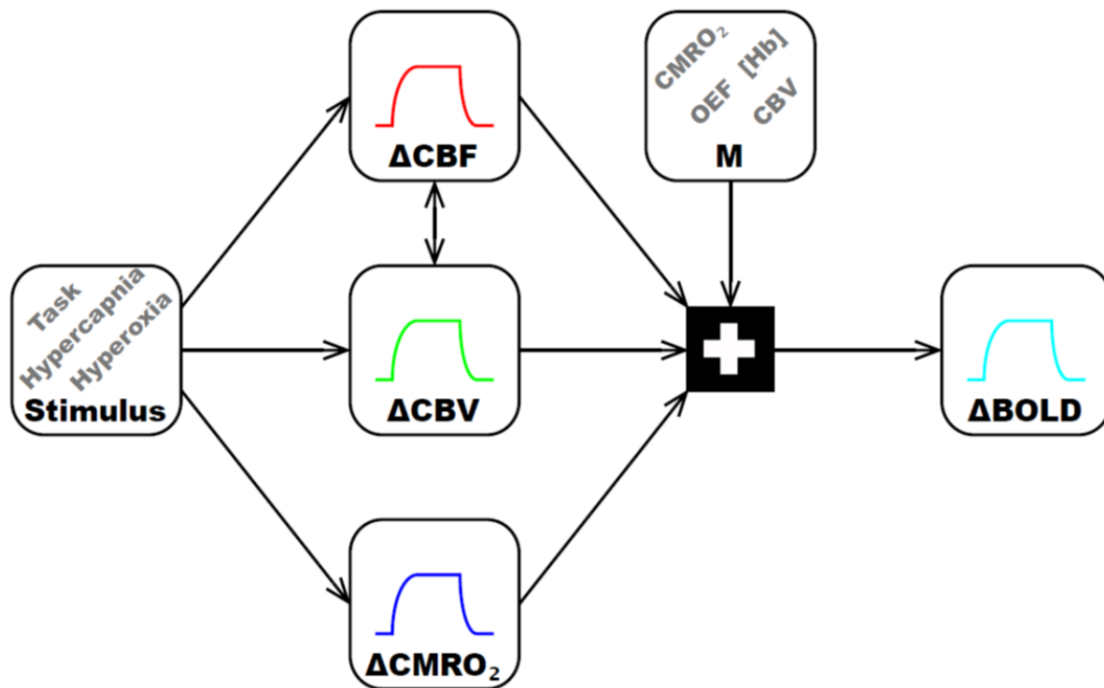 CMRO₂
OEF [Hb]
CBV
ΔCBF
M
Task
Hypercapnia
Hyperoxia
Stimulus
ΔCBV
ΔBOLD
ΔCMRO₂